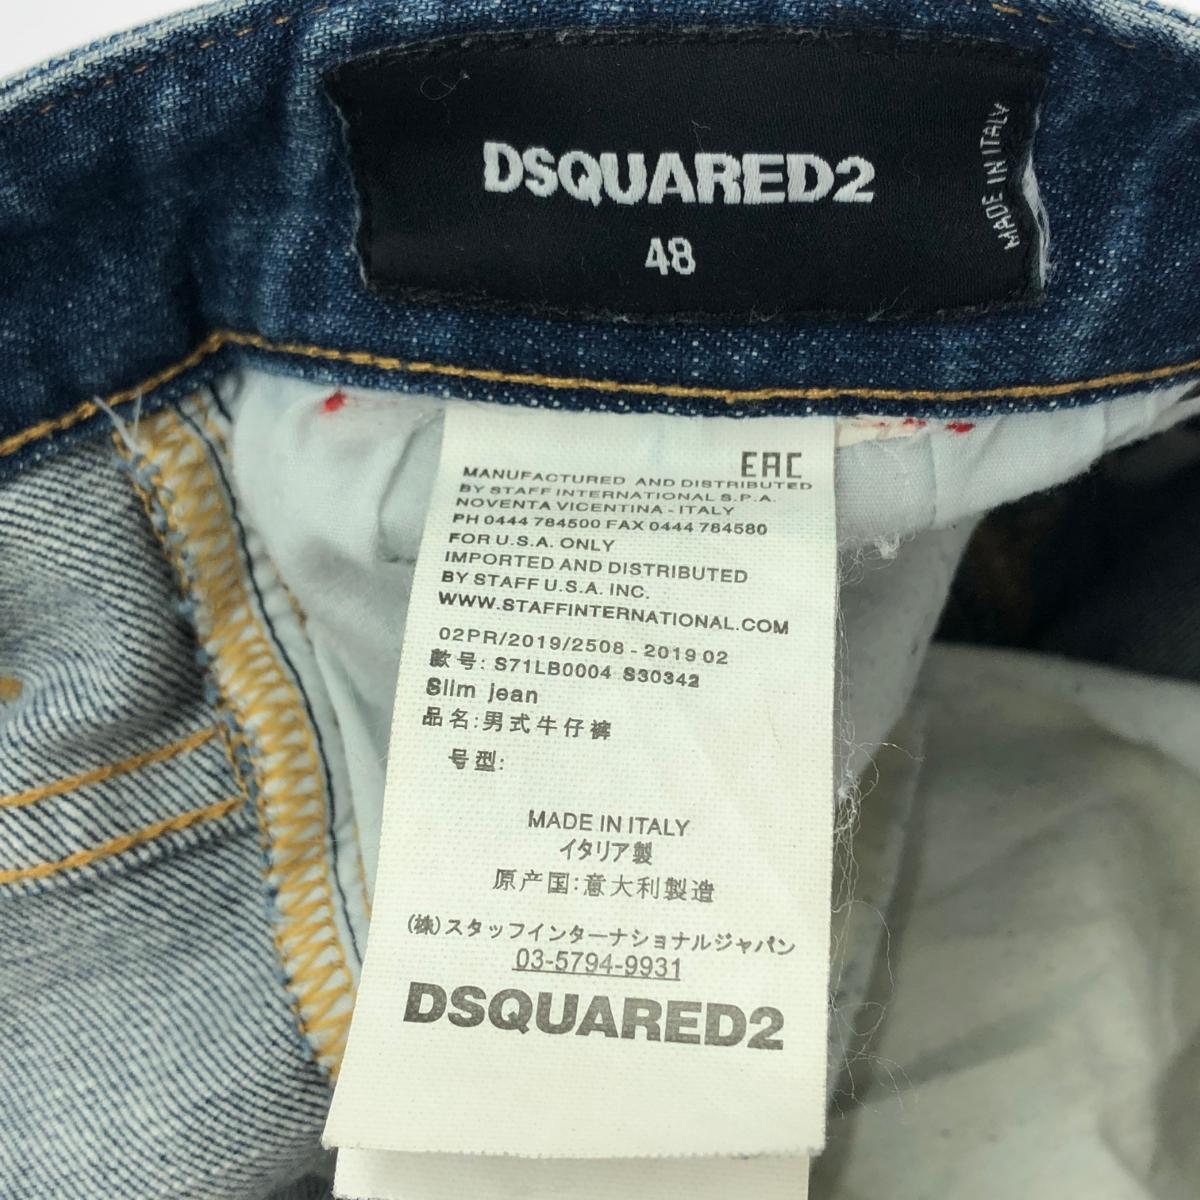 DSQUARED2
48
MADE IN ITALY
EAC
MANUFACTURED AND DISTRIBUTED
BY STAFF INTERNATIONAL S.P.A.
NOVENTA VICENTINA - ITALY
PH 0444 784500 FAX 0444 784580
FOR U.S.A. ONLY
IMPORTED AND DISTRIBUTED
BY STAFF U.S.A. INC.
WWW.STAFFINTERNATIONAL.COM
02PR/2019/2508 - 2019 02
款号: S71LB0004 S30342
Slim jean
品名:男式牛仔裤
号型:
MADE IN ITALY
イタリア製
原产国:意大利製造
(株)スタッフインターナショナルジャパン
03-5794-9931
DSQUARED2